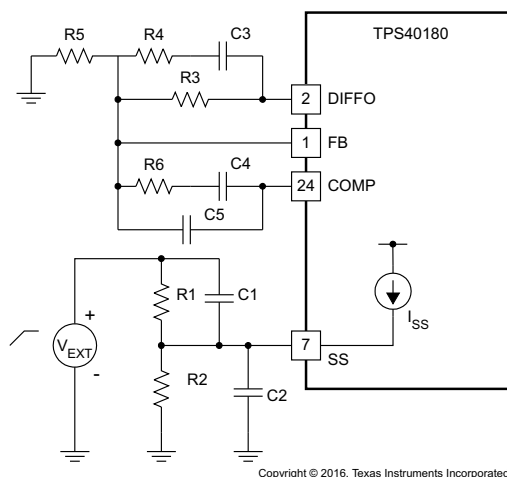 TPS40180
R5
R4
C3
R3
2
DIFFO
1
FB
R6
C4
24
COMP
C5
R1
C1
+
VEXT
-
ISS
7
SS
R2
C2
Copyright © 2016, Texas Instruments Incorporated